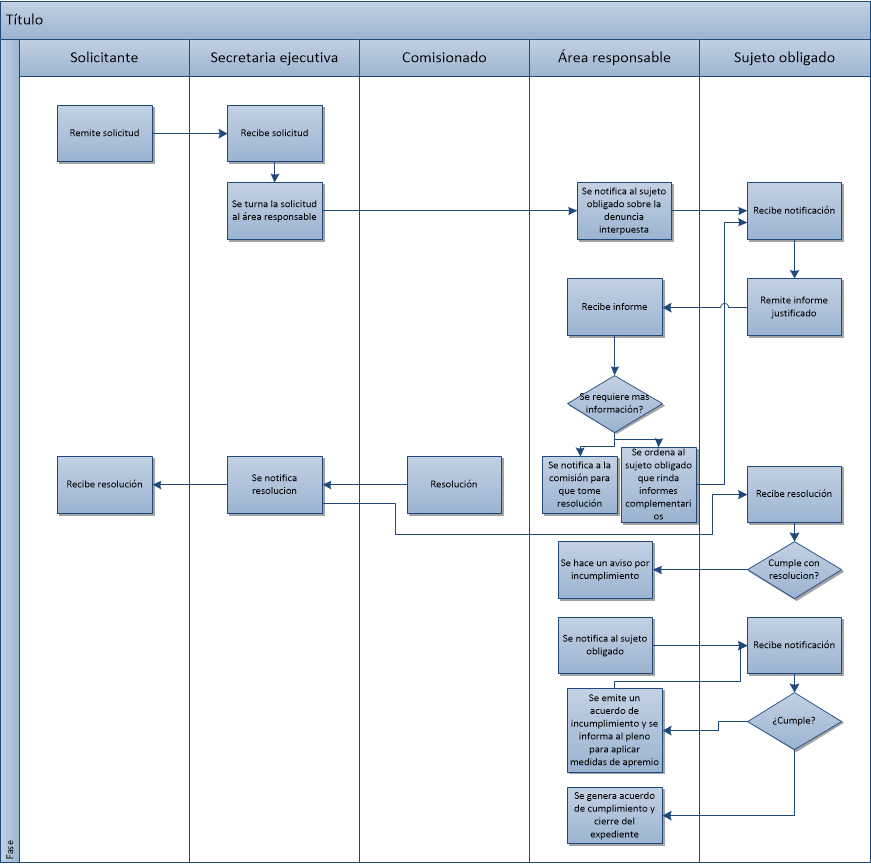 Título
Solicitante
Secretaria ejecutiva
Comisionado
Área responsable
Sujeto obligado
Remite solicitud
Recibe solicitud
Se turna la solicitud
al área responsable
Se notifica al sujeto
obligado sobre la
denuncia
interpuesta
Recibe notificación
Recibe informe
Remite informe
justificado
Se requiere mas
información?
Recibe resolución
Se notifica
resolucion
Resolución
Se notifica a la
comisión para
que tome
resolución
Se ordena al
sujeto obligado
que rinda
informes
complementari
os
Recibe resolución
Se hace un aviso por
incumplimiento
Cumple con
resolucion?
Se notifica al sujeto
obligado
Recibe notificación
Se emite un
acuerdo de
incumplimiento y se
informa al pleno
para aplicar
medidas de apremio
¿Cumple?
Se genera acuerdo
de cumplimiento y
cierre del
expediente
Fase